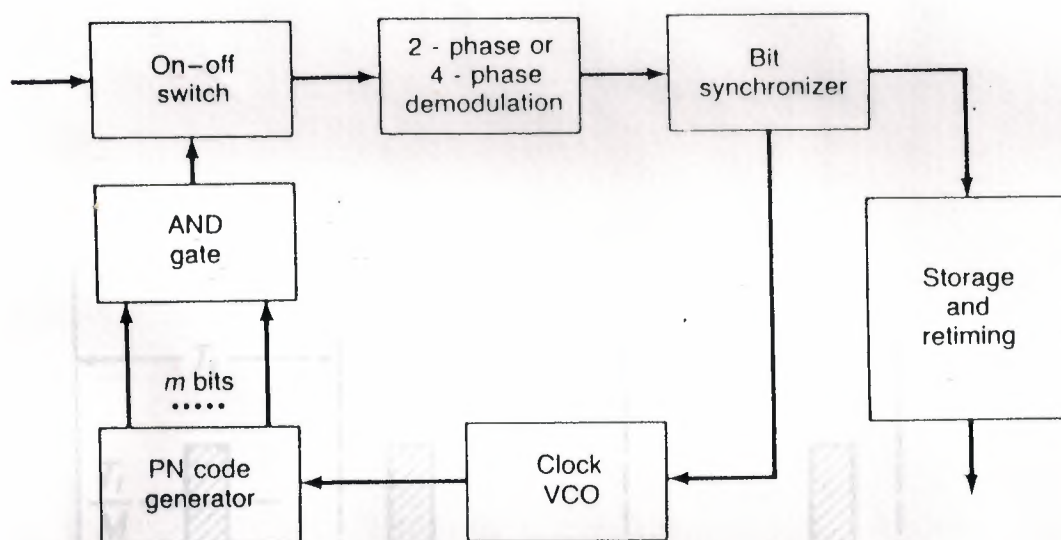 On–off
switch
2 - phase or
4 - phase
demodulation
Bit
synchronizer
AND
gate
Storage
and
retiming
m bits
PN code
generator
Clock
VCO